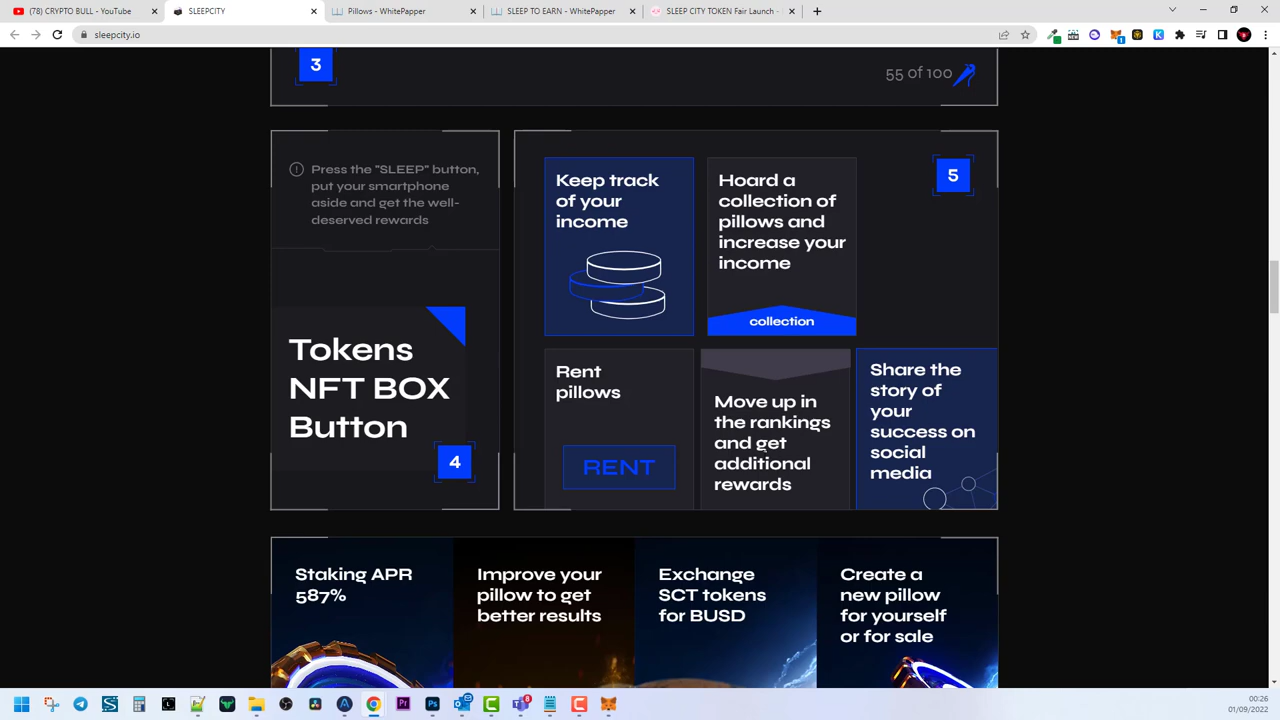 (78) CRYPTO BULL - YouTube
SLEEPCITY
Pillows - WhitePapper
SLEEP TO EARN - WhitePapper
SLEEP CITY TOKEN Fair Launch -
sleepcity.io
3
55 of 100
Press the "SLEEP" button,
put your smartphone
aside and get the well-
deserved rewards
Tokens
NFT BOX
Button
4
Keep track
of your
income
Hoard a
collection of
pillows and
increase your
income
collection
5
Rent
pillows
RENT
Move up in
the rankings
and get
additional
rewards
Share the
story of
your
success on
social
media
Staking APR
587%
Improve your
pillow to get
better results
Exchange
SCT tokens
for BUSD
Create a
new pillow
for yourself
or for sale
00:26
01/09/2022